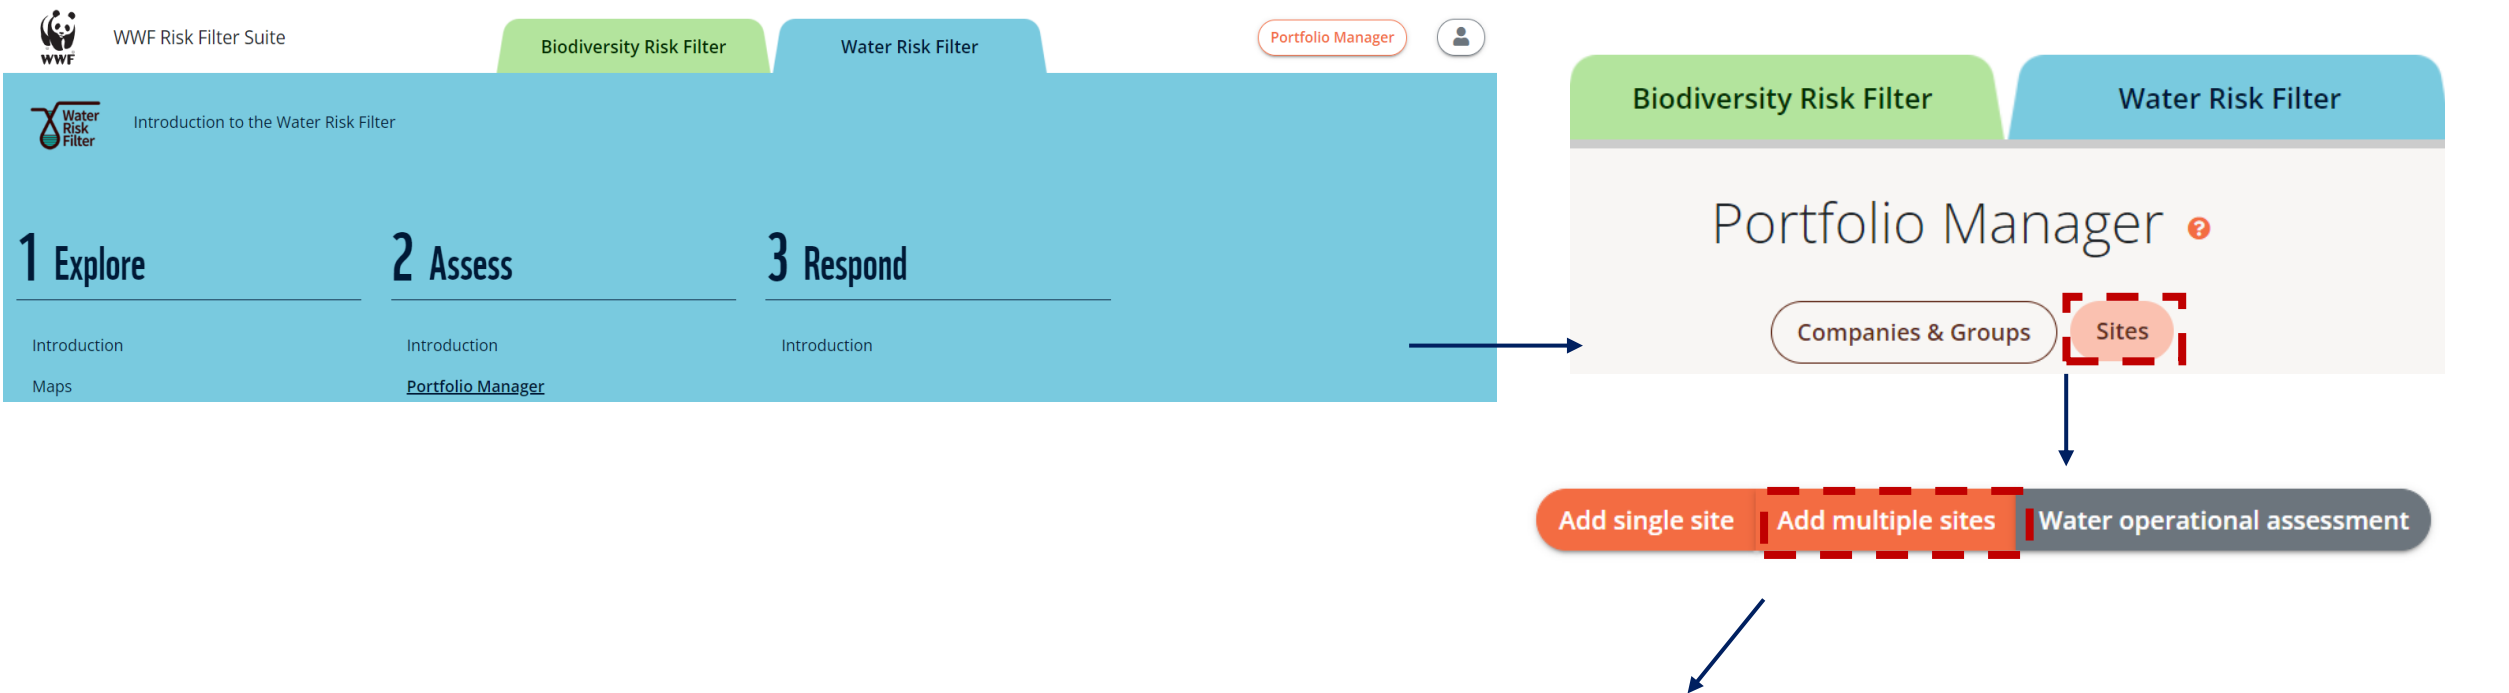 WWF Risk Filter Suite
Biodiversity Risk Filter
Water Risk Filter
Portfolio Manager
WWF
Water
Risk
Filter
Introduction to the Water Risk Filter
1 Explore
2 Assess
3 Respond
Introduction
Introduction
Introduction
Maps
Portfolio Manager
Biodiversity Risk Filter
Water Risk Filter
Portfolio Manager ?
Companies & Groups
Sites
Add single site
Add multiple sites
Water operational assessment